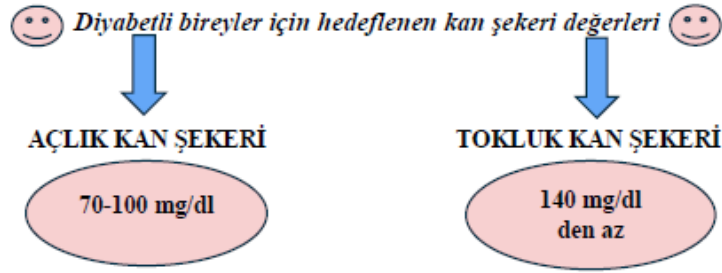 Diyabetli bireyler için hedeflenen kan şekeri değerleri
AÇLIK KAN ŞEKERİ
70-100 mg/dl
TOKLUK KAN ŞEKERİ
140 mg/dl
den az